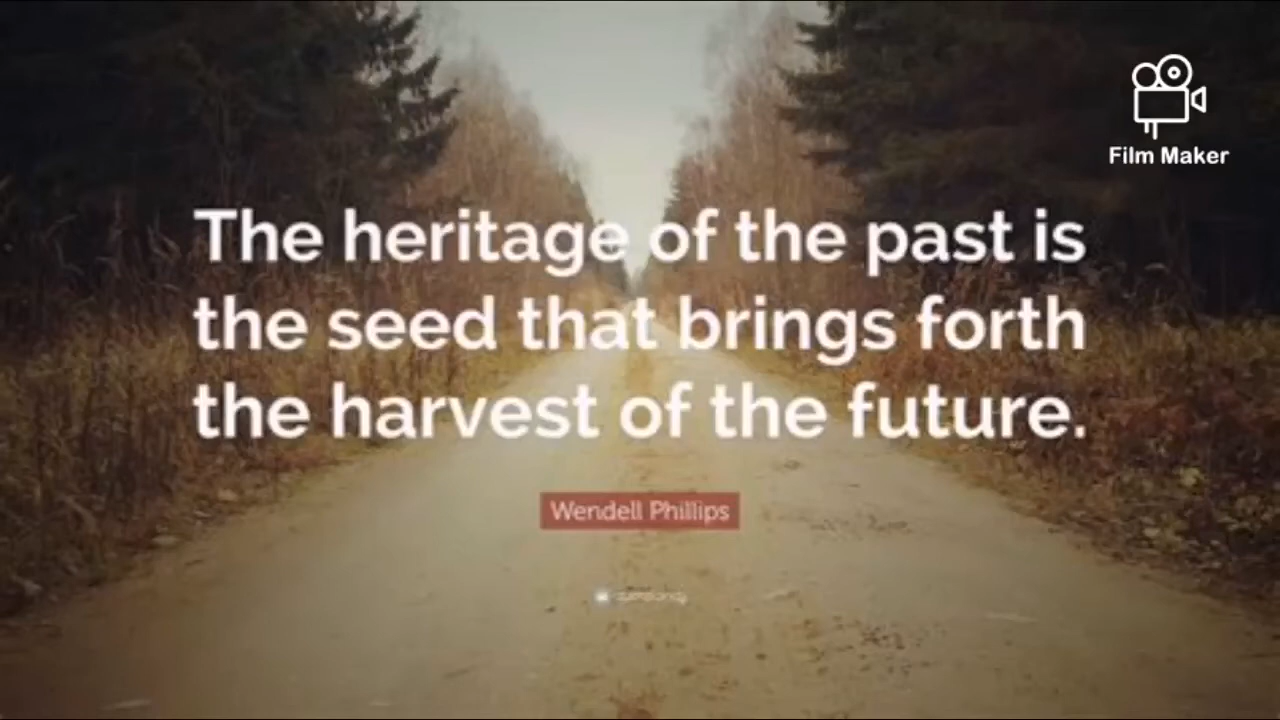 Film Maker
The heritage of the past is
the seed that brings forth
the harvest of the future.
Wendell Phillips